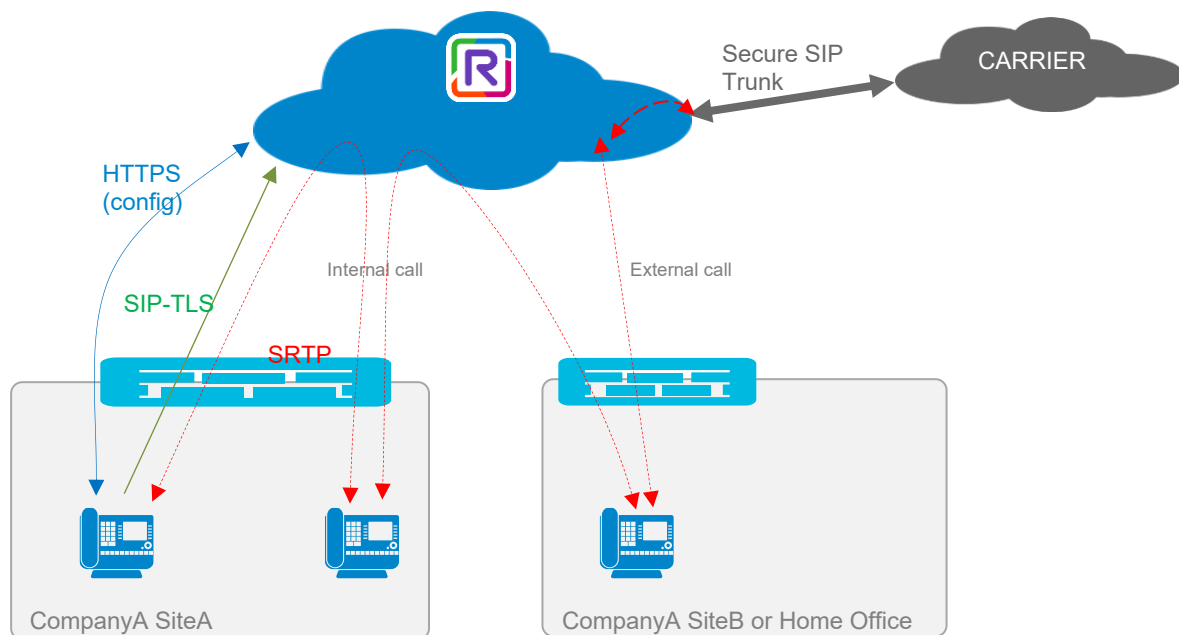 R
Secure SIP
Trunk
CARRIER
HTTPS
(config)
Internal call
External call
SIP-TLS
SRTP
CompanyA SiteA
CompanyA SiteB or Home Office